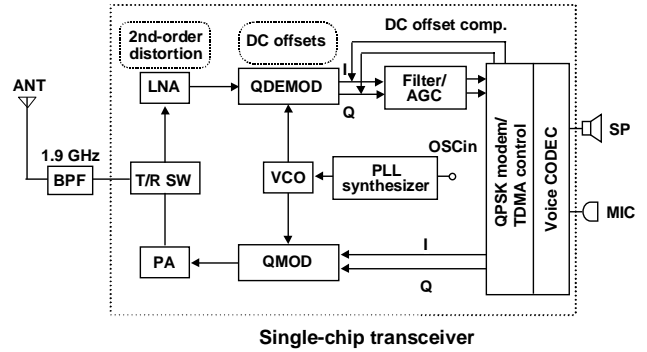 DC offset comp.
2nd-order
distortion
DC offsets
ANT
LNA
QDEMOD
I
Q
Filter/
AGC
1.9 GHz
BPF
T/R SW
VCO
PLL
synthesizer
OSCin
QPSK modem/
TDMA control
Voice CODEC
SP
MIC
PA
QMOD
I
Q
Single-chip transceiver